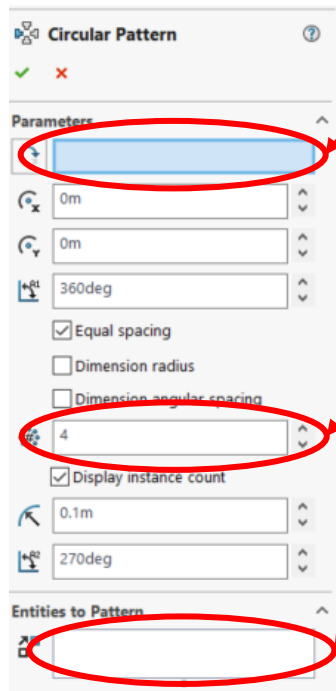 Circular Pattern
Parameters
0m
0m
360deg
Equal spacing
Dimension radius
Dimension angular spacing
4
Display instance count
0.1m
270deg
Entities to Pattern